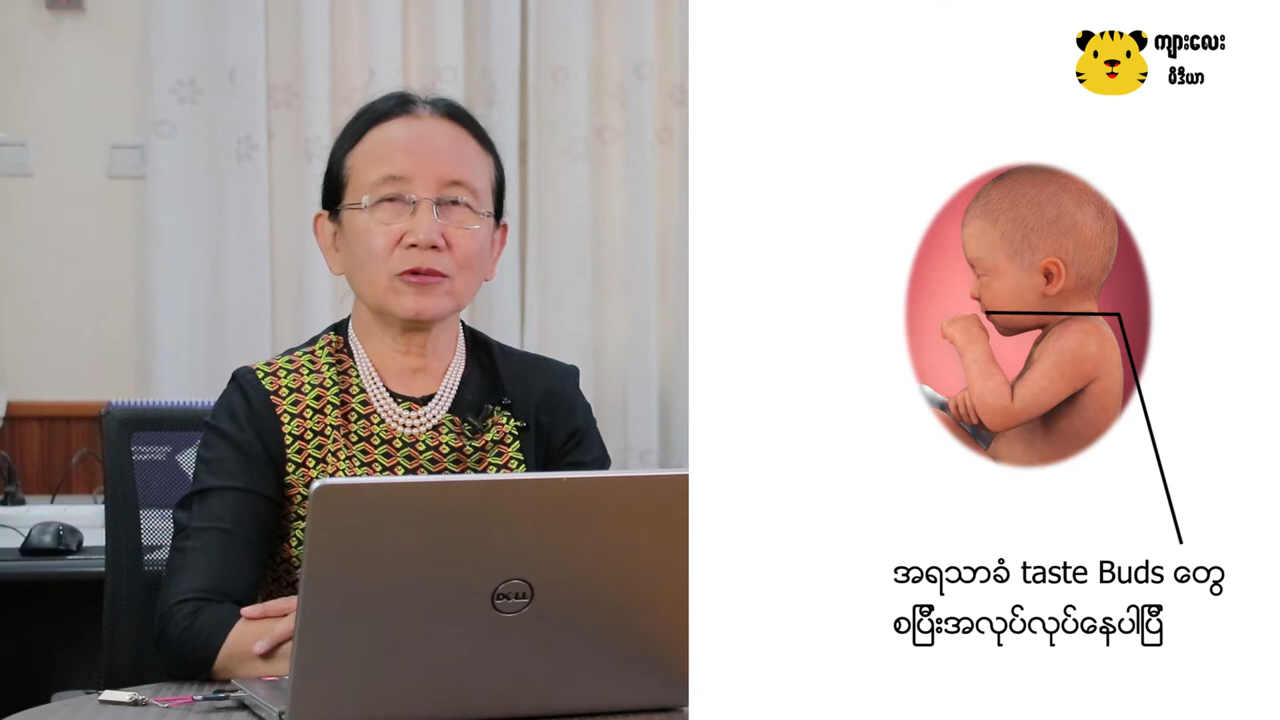 ကျားလေး
မီဒီယာ
အရသာခံ taste Buds တွေ
စပြီးအလုပ်လုပ်နေပါပြီ
DELL